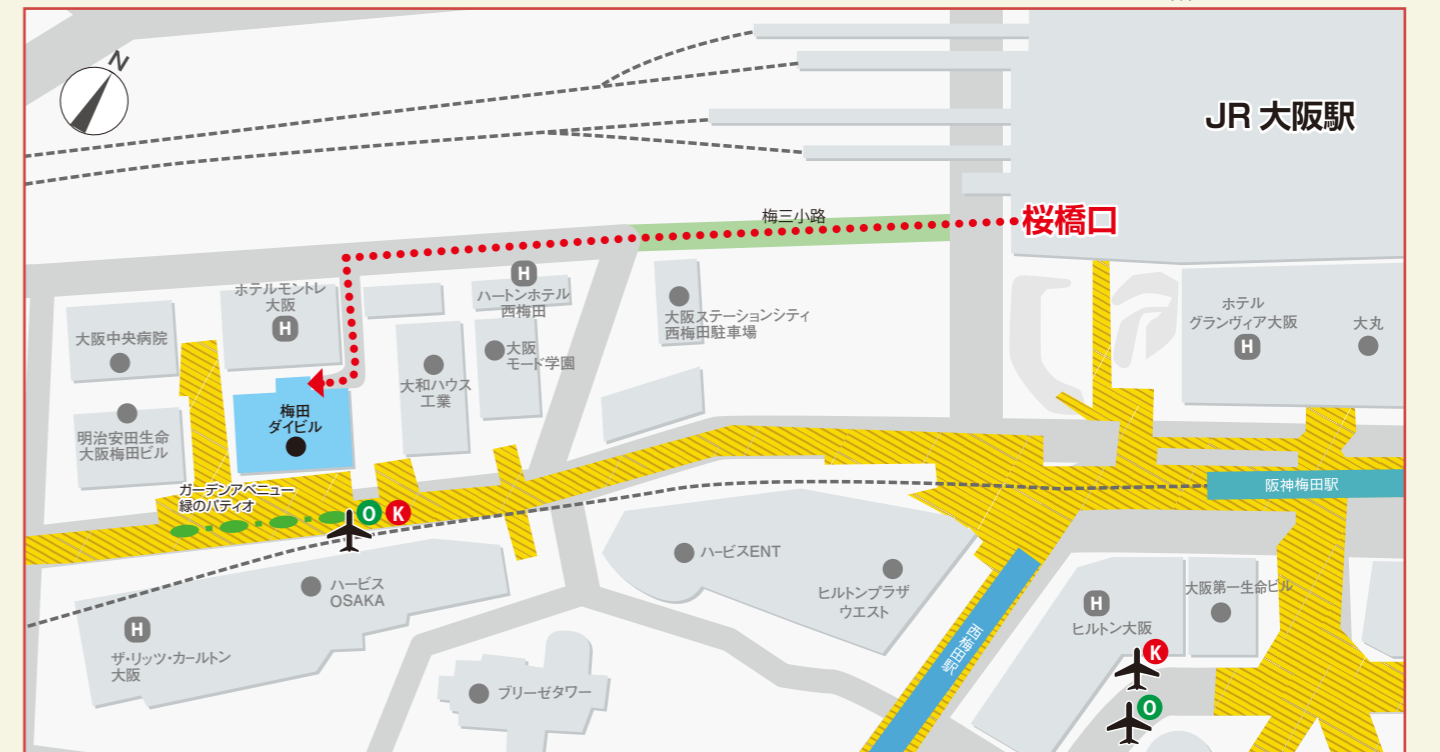 N
JR 大阪駅
梅三小路
桜橋口
ホテルモントレ
大阪
H
H
ハートンホテル
西梅田
大阪ステーションシティ
西梅田駐車場
ホテル
グランヴィア大阪
H
大丸
大阪中央病院
大阪
モード学園
大和ハウス
工業
梅田
ダイビル
明治安田生命
大阪梅田ビル
ガーデンアベニュー
緑のパティオ
O
K
阪神梅田駅
ハービスENT
ハービス
OSAKA
ヒルトンプラザ
ウエスト
大阪第一生命ビル
H
ヒルトン大阪
西梅田駅
H
ザ・リッツ・カールトン
大阪
ブリーゼタワー
K
O